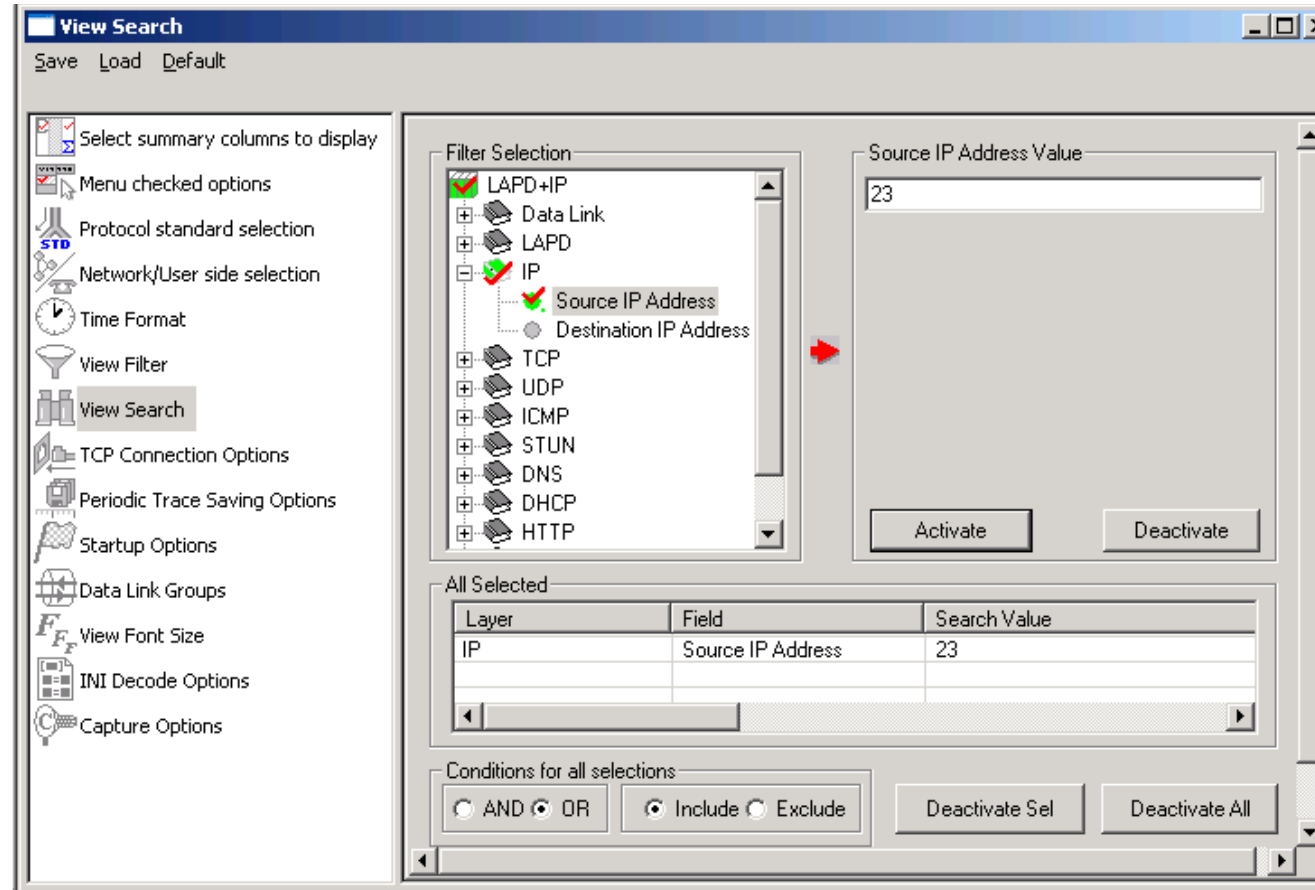 View Search
Save Load Default
Select summary columns to display
Menu checked options
STD Protocol standard selection
Network/User side selection
Time Format
View Filter
View Search
TCP Connection Options
Periodic Trace Saving Options
Startup Options
Data Link Groups
View Font Size
INI Decode Options
Capture Options
Filter Selection
LAPD+IP
Data Link
LAPD
IP
Source IP Address
Destination IP Address
TCP
UDP
ICMP
STUN
DNS
DHCP
HTTP
Source IP Address Value
23
Activate Deactivate
All Selected
Layer Field Search Value
IP Source IP Address 23
Conditions for all selections
AND OR Include Exclude Deactivate Sel Deactivate All